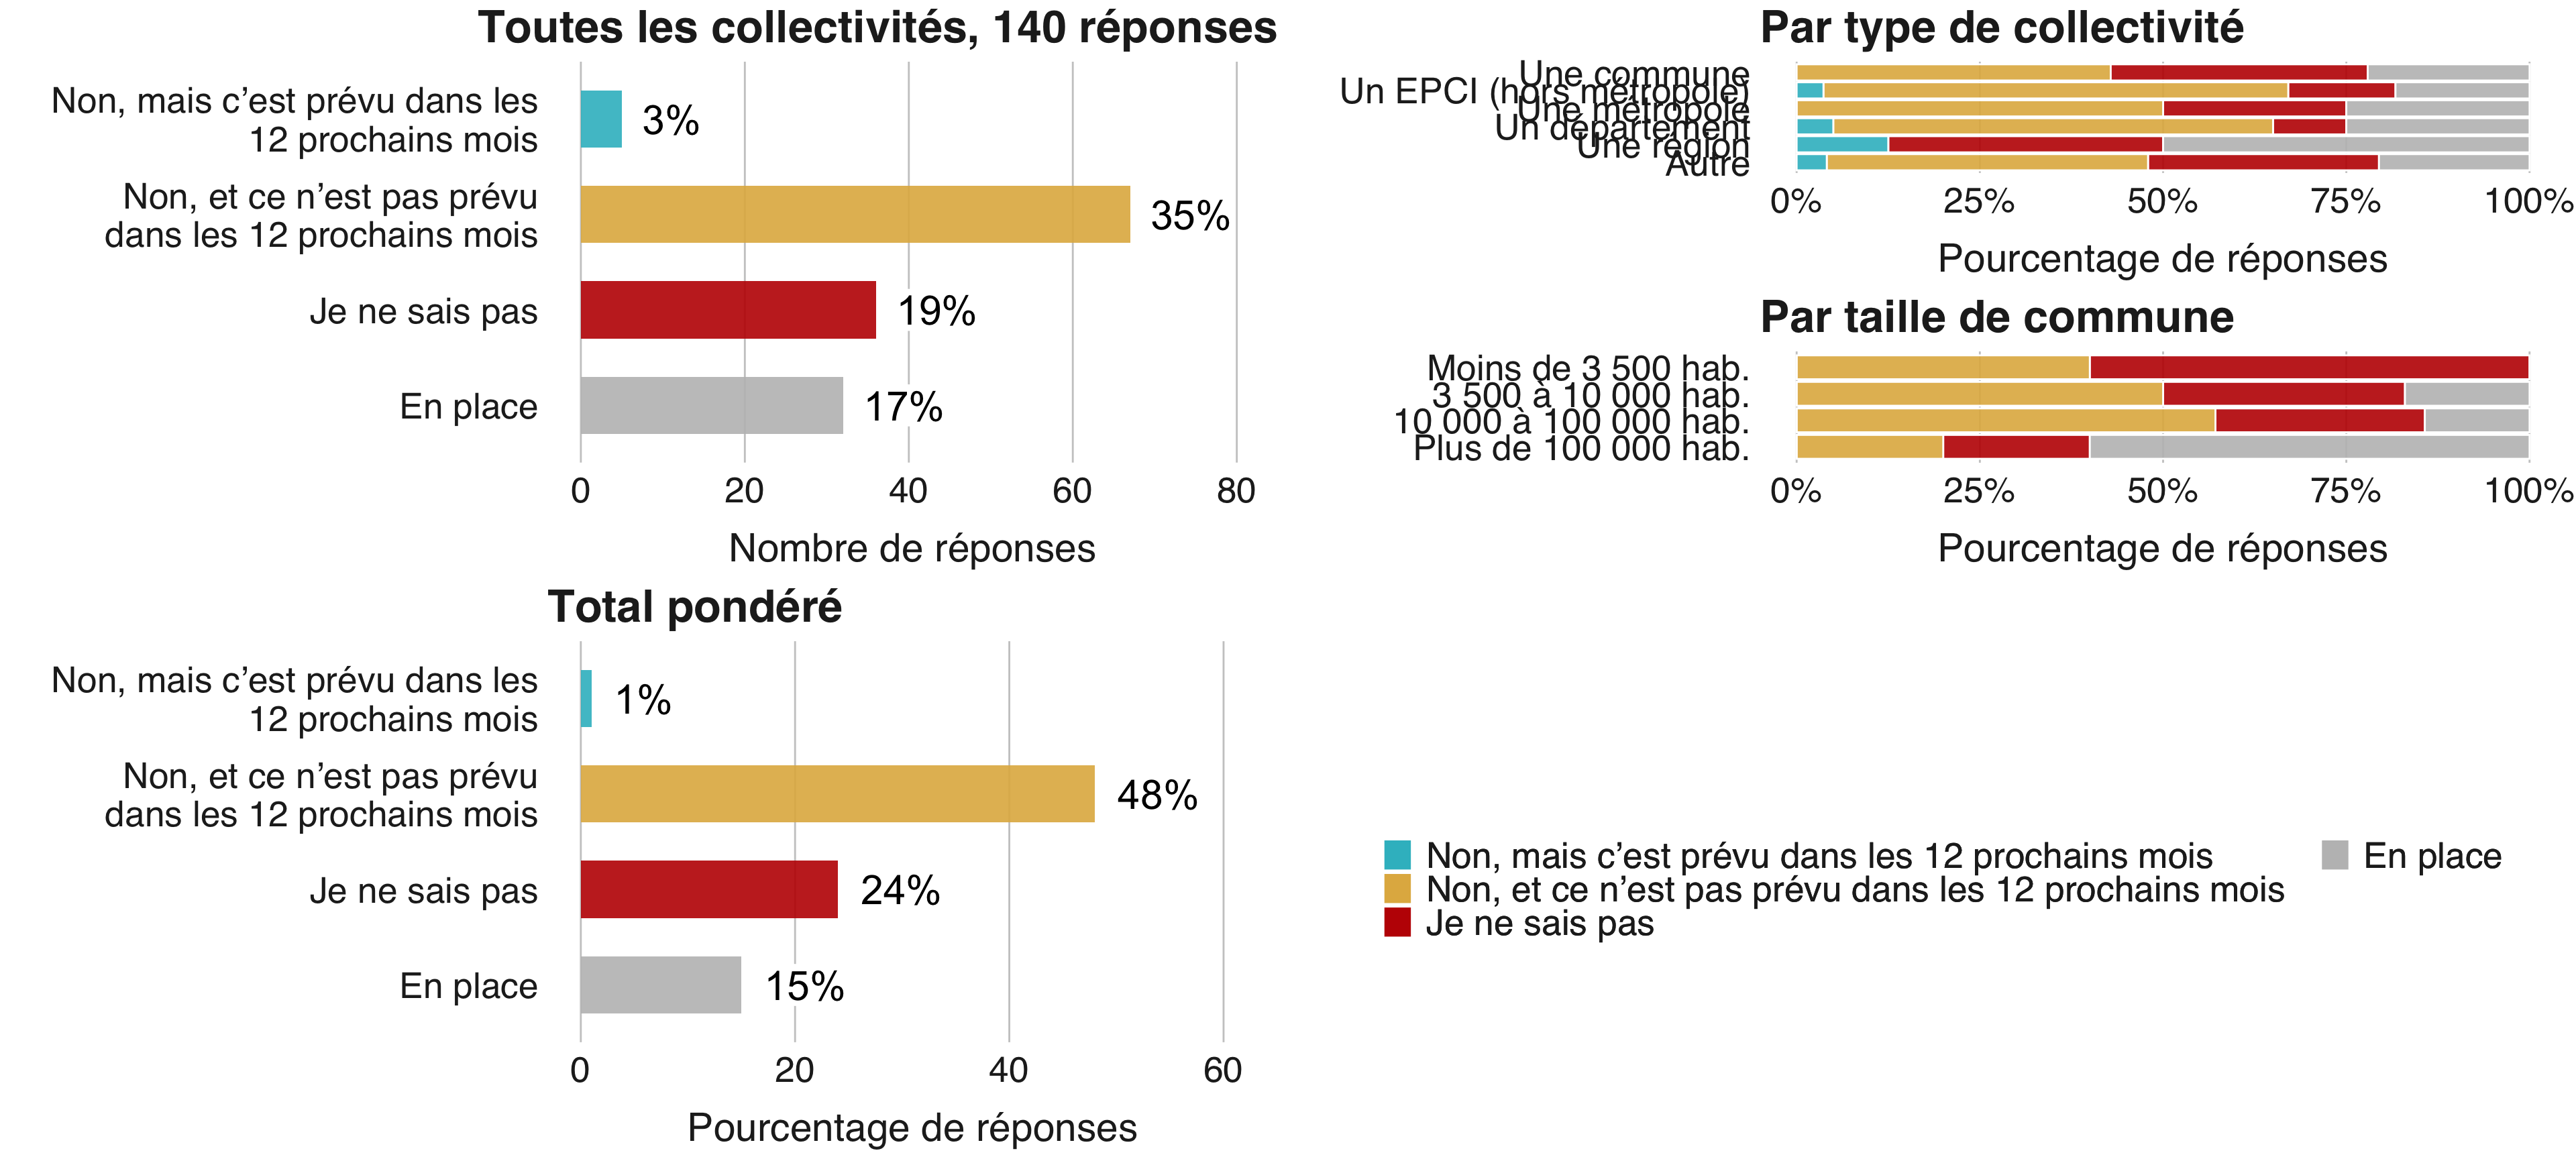 Toutes les collectivités, 140 réponses
Non, mais c’est prévu dans les
12 prochains mois
3%
Non, et ce n’est pas prévu
dans les 12 prochains mois
35%
Je ne sais pas
19%
En place
17%
0 20 40 60 80
Nombre de réponses
Par type de collectivité
Une commune
Un EPCI (hors métropole)
Une métropole
Un département
Une région
Autre
0% 25% 50% 75% 100%
Pourcentage de réponses
Par taille de commune
Moins de 3 500 hab.
3 500 à 10 000 hab.
10 000 à 100 000 hab.
Plus de 100 000 hab.
0% 25% 50% 75% 100%
Pourcentage de réponses
Total pondéré
Non, mais c’est prévu dans les
12 prochains mois
1%
Non, et ce n’est pas prévu
dans les 12 prochains mois
48%
Je ne sais pas
24%
En place
15%
0 20 40 60
Pourcentage de réponses
Non, mais c’est prévu dans les 12 prochains mois
Non, et ce n’est pas prévu dans les 12 prochains mois
Je ne sais pas
En place